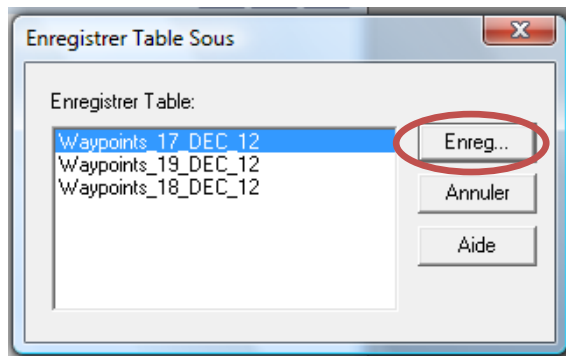 Enregistrer Table Sous
Enregistrer Table:
Waypoints_17_DEC_12
Waypoints_19_DEC_12
Waypoints_18_DEC_12
Enreg...
Annuler
Aide